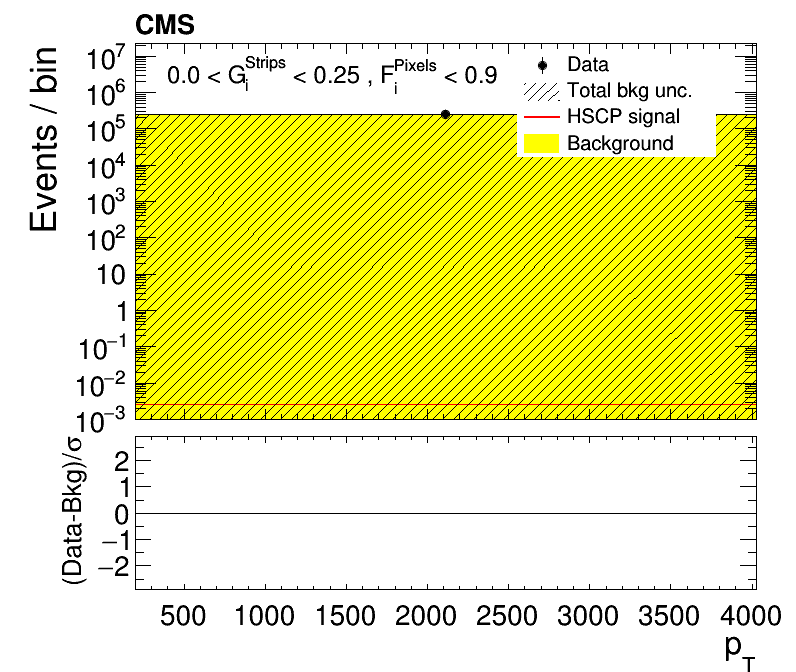 CMS
Events / bin
10⁷
10⁶
10⁵
10⁴
10³
10²
10
1
10⁻¹
10⁻²
10⁻³
0.0 < Gᵢ^Strips < 0.25 , Fᵢ^Pixels < 0.9
Data
Total bkg unc.
HSCP signal
Background
(Data-Bkg)/σ
2
1
0
−1
−2
500 1000 1500 2000 2500 3000 3500 4000
p_T